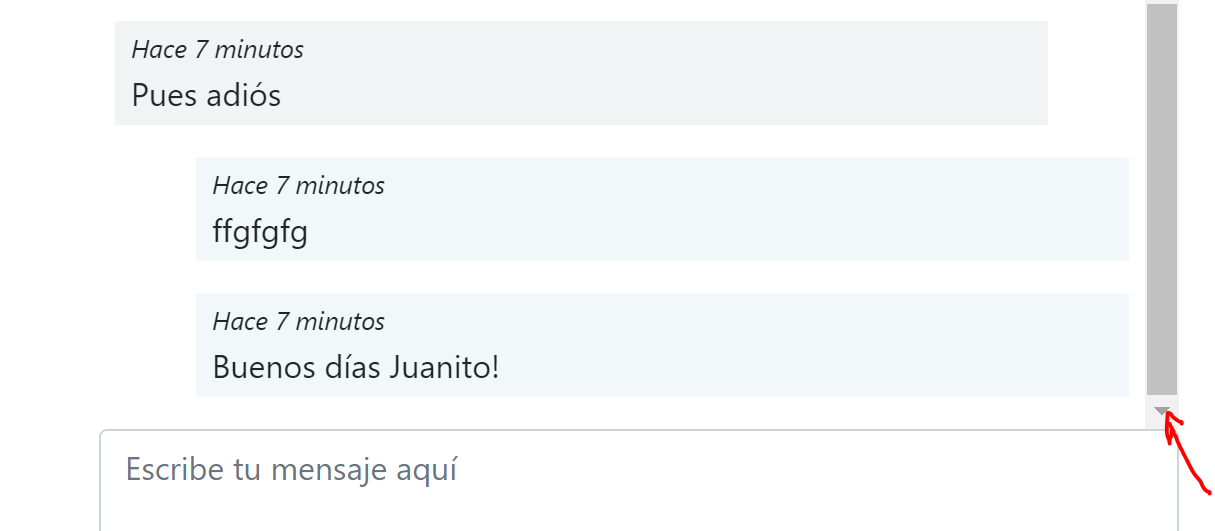 Hace 7 minutos
Pues adiós
Hace 7 minutos
ffgfgfg
Hace 7 minutos
Buenos días Juanito!
Escribe tu mensaje aquí